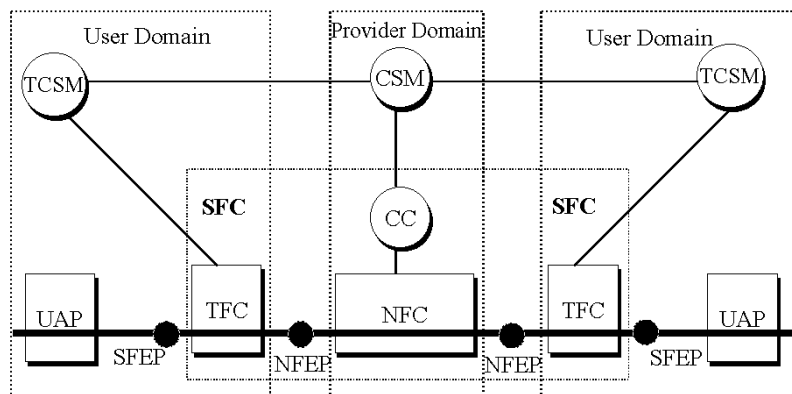 User Domain
Provider Domain
User Domain
TCSM
CSM
TCSM
SFC
CC
SFC
UAP
TFC
NFC
TFC
UAP
SFEP
NFEP
NFEP
SFEP